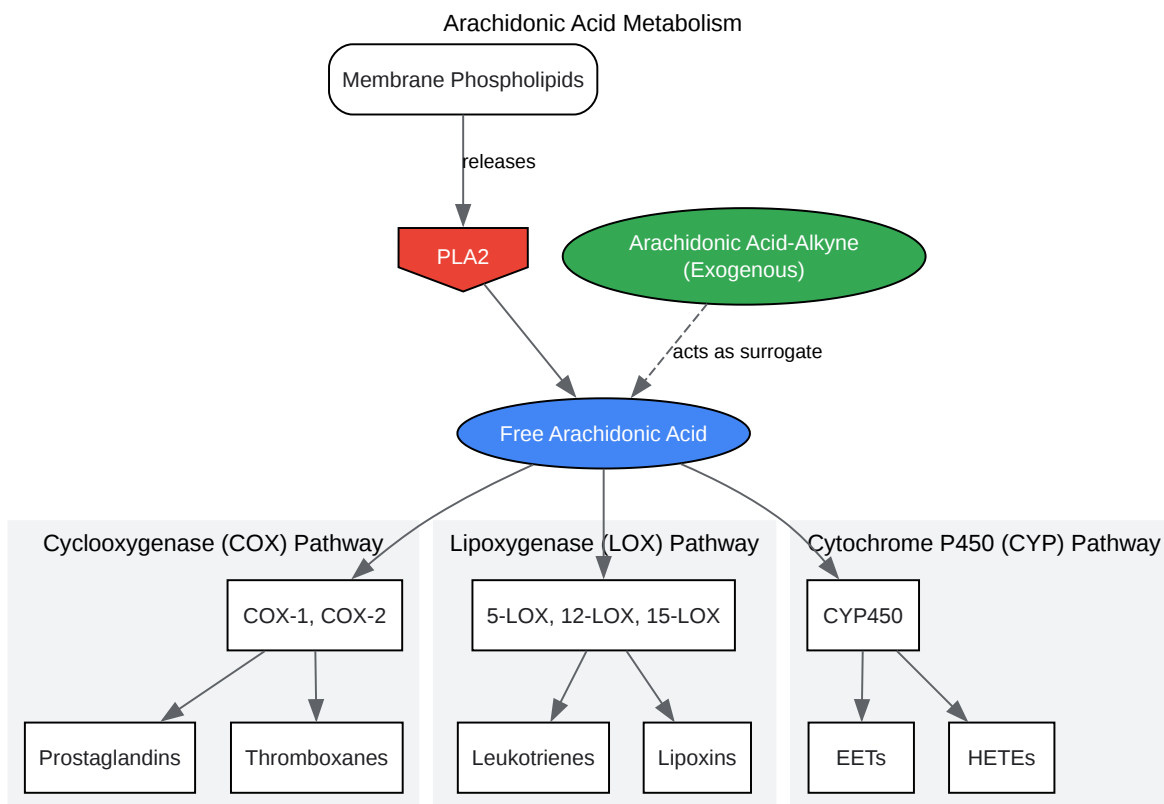 Arachidonic Acid Metabolism
Membrane Phospholipids
releases
PLA2
Arachidonic Acid-Alkyne
(Exogenous)
acts as surrogate
Free Arachidonic Acid
Cyclooxygenase (COX) Pathway
Lipoxygenase (LOX) Pathway
Cytochrome P450 (CYP) Pathway
COX-1, COX-2
5-LOX, 12-LOX, 15-LOX
CYP450
Prostaglandins
Thromboxanes
Leukotrienes
Lipoxins
EETs
HETEs